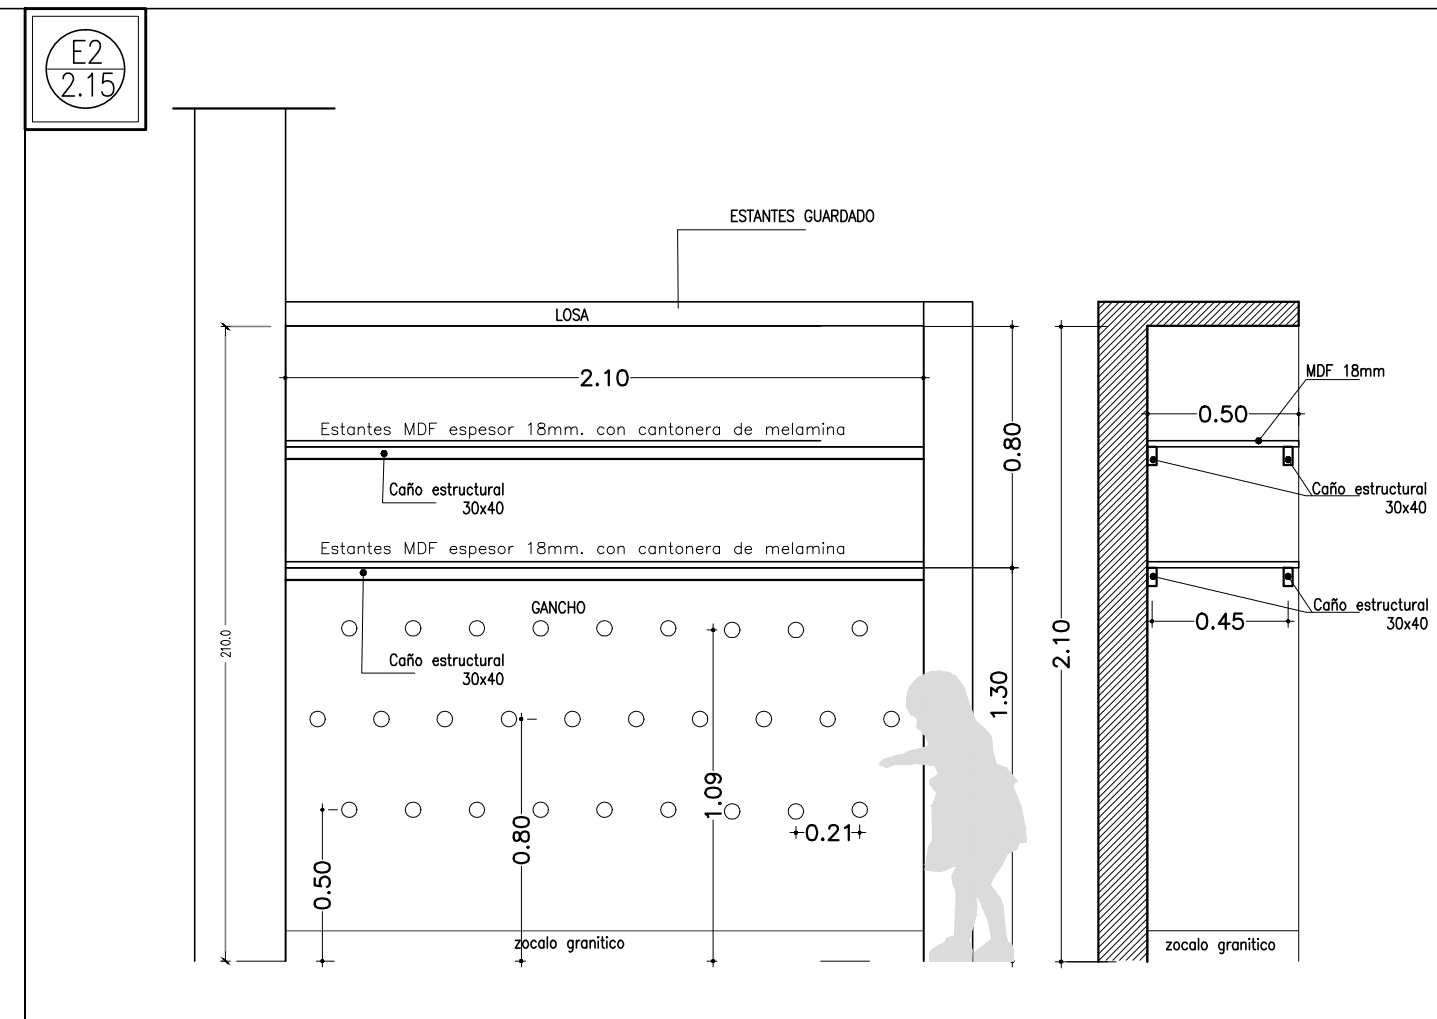 E2
2.15
ESTANTES GUARDADO
LOSA
2.10
MDF 18mm
0.50
Estantes MDF espesor 18mm. con cantonera de melamina
0.80
Caño estructural
30x40
Caño estructural
30x40
Estantes MDF espesor 18mm. con cantonera de melamina
GANCHO
Caño estructural
30x40
0.45
210.0
2.10
Caño estructural
30x40
1.30
1.09
0.80
0.21
0.50
zocalo granitico
zocalo granitico